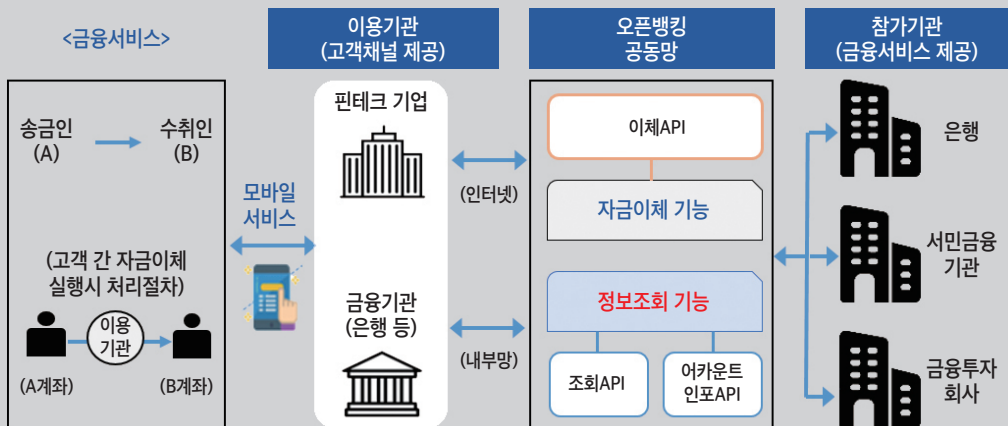 <금융서비스>
이용기관
(고객채널 제공)
오픈뱅킹
공동망
참가기관
(금융서비스 제공)
송금인
(A)
수취인
(B)
(고객 간 자금이체
실행시 처리절차)
이용
기관
(A계좌)
(B계좌)
모바일
서비스
핀테크 기업
금융기관
(은행 등)
(인터넷)
(내부망)
이체API
자금이체 기능
정보조회 기능
조회API
어카운트
인포API
은행
서민금융
기관
금융투자
회사